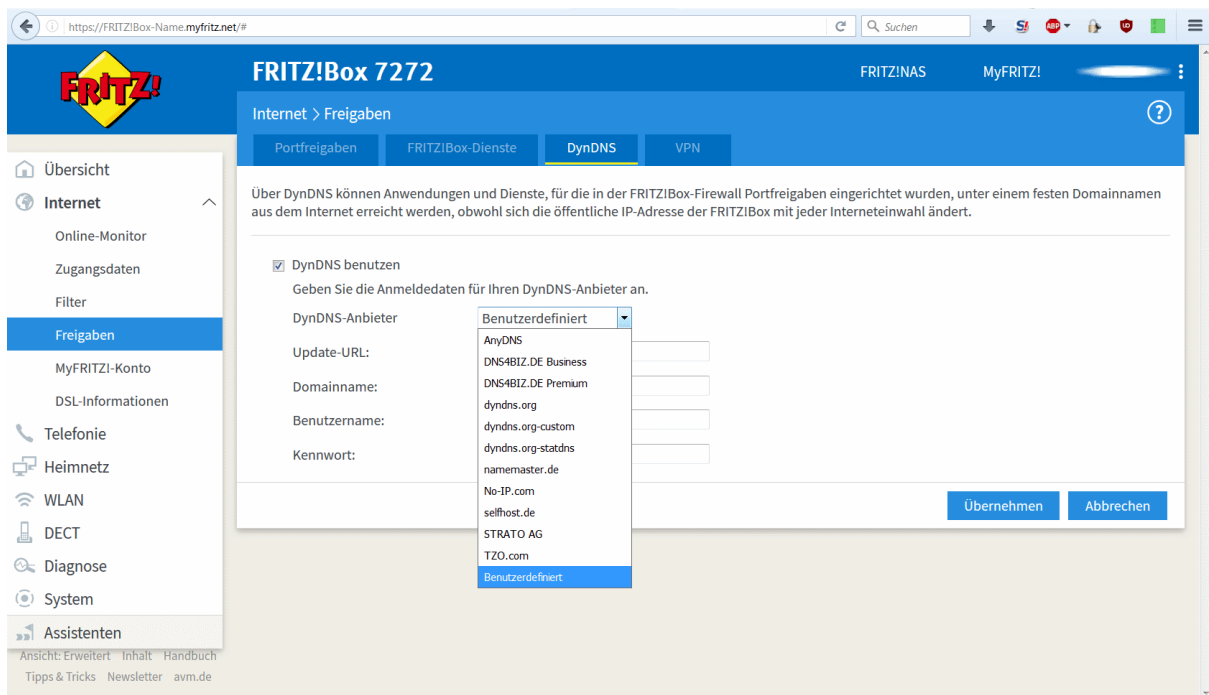 https://FRITZ!Box-Name.myfritz.net/#
Suchen
S!
ABP
UD
FRITZ!
FRITZ!Box 7272
FRITZ!NAS
MyFRITZ!
Internet > Freigaben
?
Portfreigaben
FRITZ!Box-Dienste
DynDNS
VPN
Übersicht
Internet
Online-Monitor
Zugangsdaten
Filter
Freigaben
MyFRITZ!-Konto
DSL-Informationen
Telefonie
Heimnetz
WLAN
DECT
Diagnose
System
Assistenten
Ansicht: Erweitert Inhalt Handbuch
Tipps & Tricks Newsletter avm.de
Über DynDNS können Anwendungen und Dienste, für die in der FRITZ!Box-Firewall Portfreigaben eingerichtet wurden, unter einem festen Domainnamen
aus dem Internet erreicht werden, obwohl sich die öffentliche IP-Adresse der FRITZ!Box mit jeder Interneteinwahl ändert.
DynDNS benutzen
Geben Sie die Anmeldedaten für Ihren DynDNS-Anbieter an.
DynDNS-Anbieter
Benutzerdefiniert
Update-URL:
Domainname:
Benutzername:
Kennwort:
AnyDNS
DNS4BIZ.DE Business
DNS4BIZ.DE Premium
dyndns.org
dyndns.org-custom
dyndns.org-statdns
namemaster.de
No-IP.com
selfhost.de
STRATO AG
TZO.com
Benutzerdefiniert
Übernehmen
Abbrechen